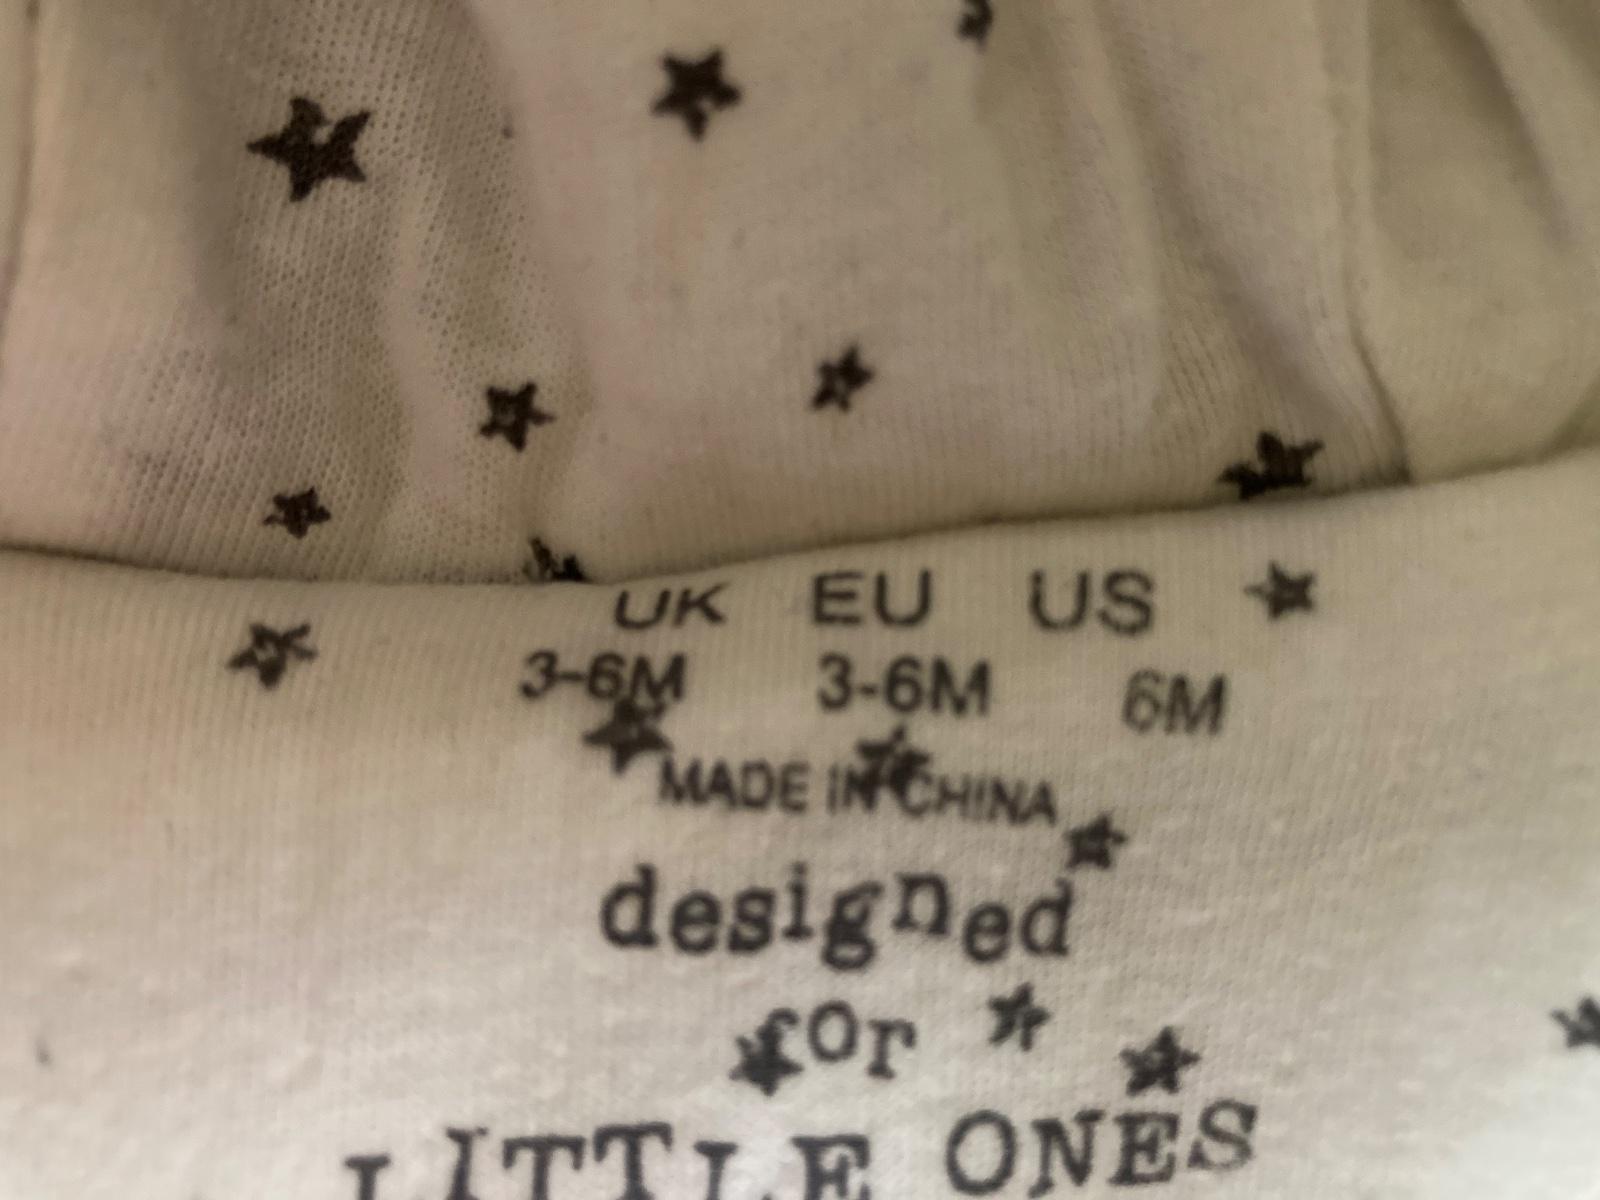 UK EU US
3-6M 3-6M 6M
MADE IN CHINA
designed
for
LITTLE ONES